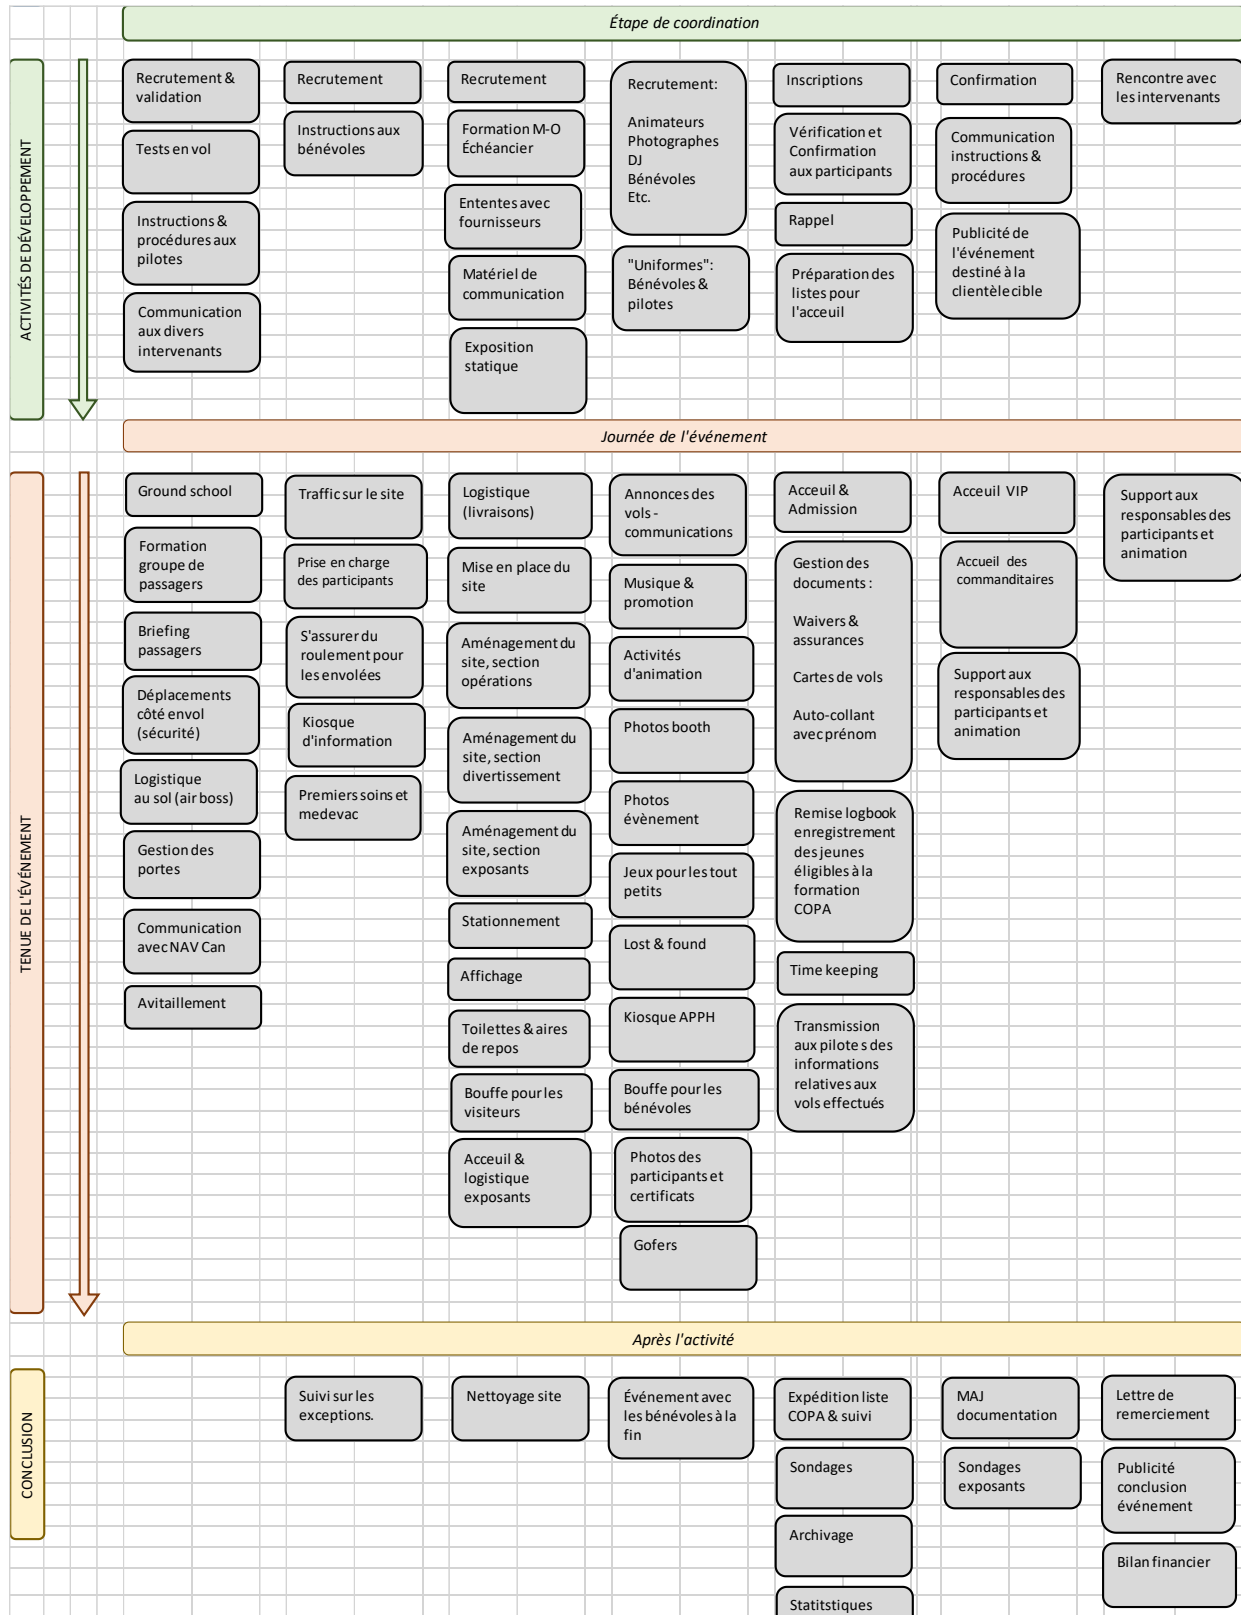 Étape de coordination
ACTIVITÉS DE DÉVELOPPEMENT
Recrutement &
validation
Tests en vol
Instructions &
procédures aux
pilotes
Communication
aux divers
intervenants
Recrutement
Instructions aux
bénévoles
Recrutement
Formation M-O
Échéancier
Ententes avec
fournisseurs
Matériel de
communication
Exposition
statique
Recrutement:
Animateurs
Photographes
DJ
Bénévoles
Etc.
"Uniformes":
Bénévoles &
pilotes
Inscriptions
Vérification et
Confirmation
aux participants
Rappel
Préparation des
listes pour
l'acceuil
Confirmation
Communication
instructions &
procédures
Publicité de
l'événement
destiné à la
clientèle cible
Rencontre avec
les intervenants
Journée de l'événement
TENUE DE L'ÉVÉNEMENT
Ground school
Formation
groupe de
passagers
Briefing
passagers
Déplacements
côté envol
(sécurité)
Logistique
au sol (air boss)
Gestion des
portes
Communication
avec NAV Can
Avitaillement
Traffic sur le site
Prise en charge
des participants
S'assurer du
roulement pour
les envolées
Kiosque
d'information
Premiers soins et
medevac
Logistique
(livraisons)
Mise en place du
site
Aménagement du
site, section
opérations
Aménagement du
site, section
divertissement
Aménagement du
site, section
exposants
Stationnement
Affichage
Toilettes & aires
de repos
Bouffe pour les
visiteurs
Acceuil &
logistique
exposants
Annonces des
vols -
communications
Musique &
promotion
Activités
d'animation
Photos booth
Photos
évènement
Jeux pour les tout
petits
Lost & found
Kiosque APPH
Bouffe pour les
bénévoles
Photos des
participants et
certificats
Gofers
Acceuil &
Admission
Gestion des
documents :
Waivers &
assurances
Cartes de vols
Auto-collant
avec prénom
Remise logbook
enregistrement
des jeunes
éligibles à la
formation
COPA
Time keeping
Transmission
aux pilotes des
informations
relatives aux
vols effectués
Acceuil VIP
Accueil des
commanditaires
Support aux
responsables des
participants et
animation
Support aux
responsables des
participants et
animation
Après l'activité
CONCLUSION
Suivi sur les
exceptions.
Nettoyage site
Événement avec
les bénévoles à la
fin
Expédition liste
COPA & suivi
Sondages
Archivage
Statitstiques
MAJ
documentation
Sondages
exposants
Lettre de
remerciement
Publicité
conclusion
événement
Bilan financier